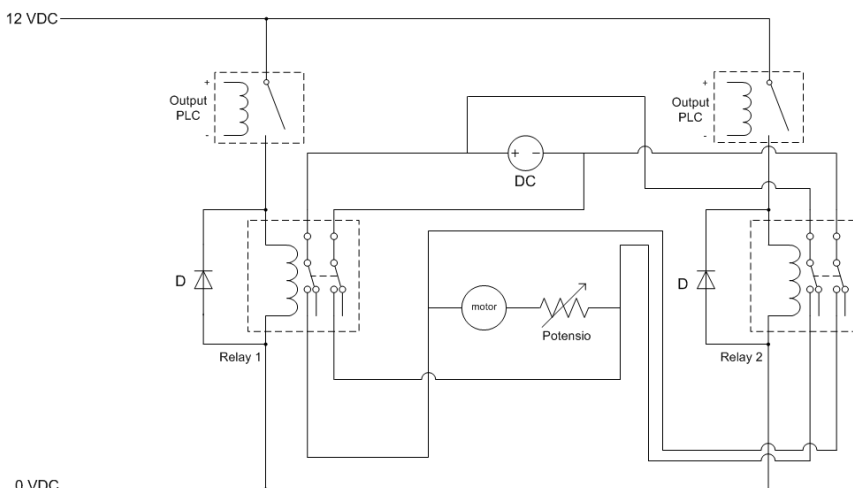 12 VDC
+
Output
PLC
-
+
Output
PLC
-
+ -
DC
D
motor
Potensio
D
Relay 1
Relay 2
0 VDC